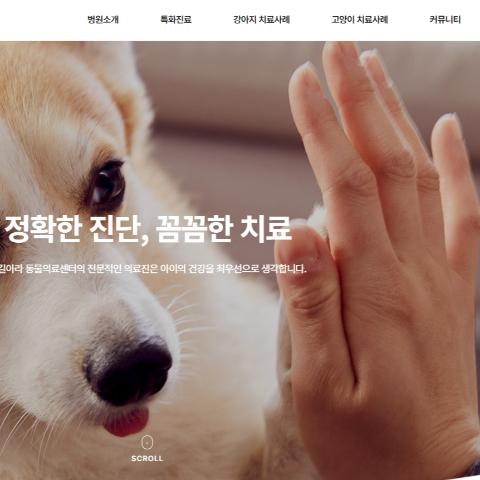 병원소개 특화진료 강아지 치료사례 고양이 치료사례 커뮤니티
정확한 진단, 꼼꼼한 치료
동물의료센터의 전문적인 의료진은 아이의 건강을 최우선으로 생각합니다.
SCROLL